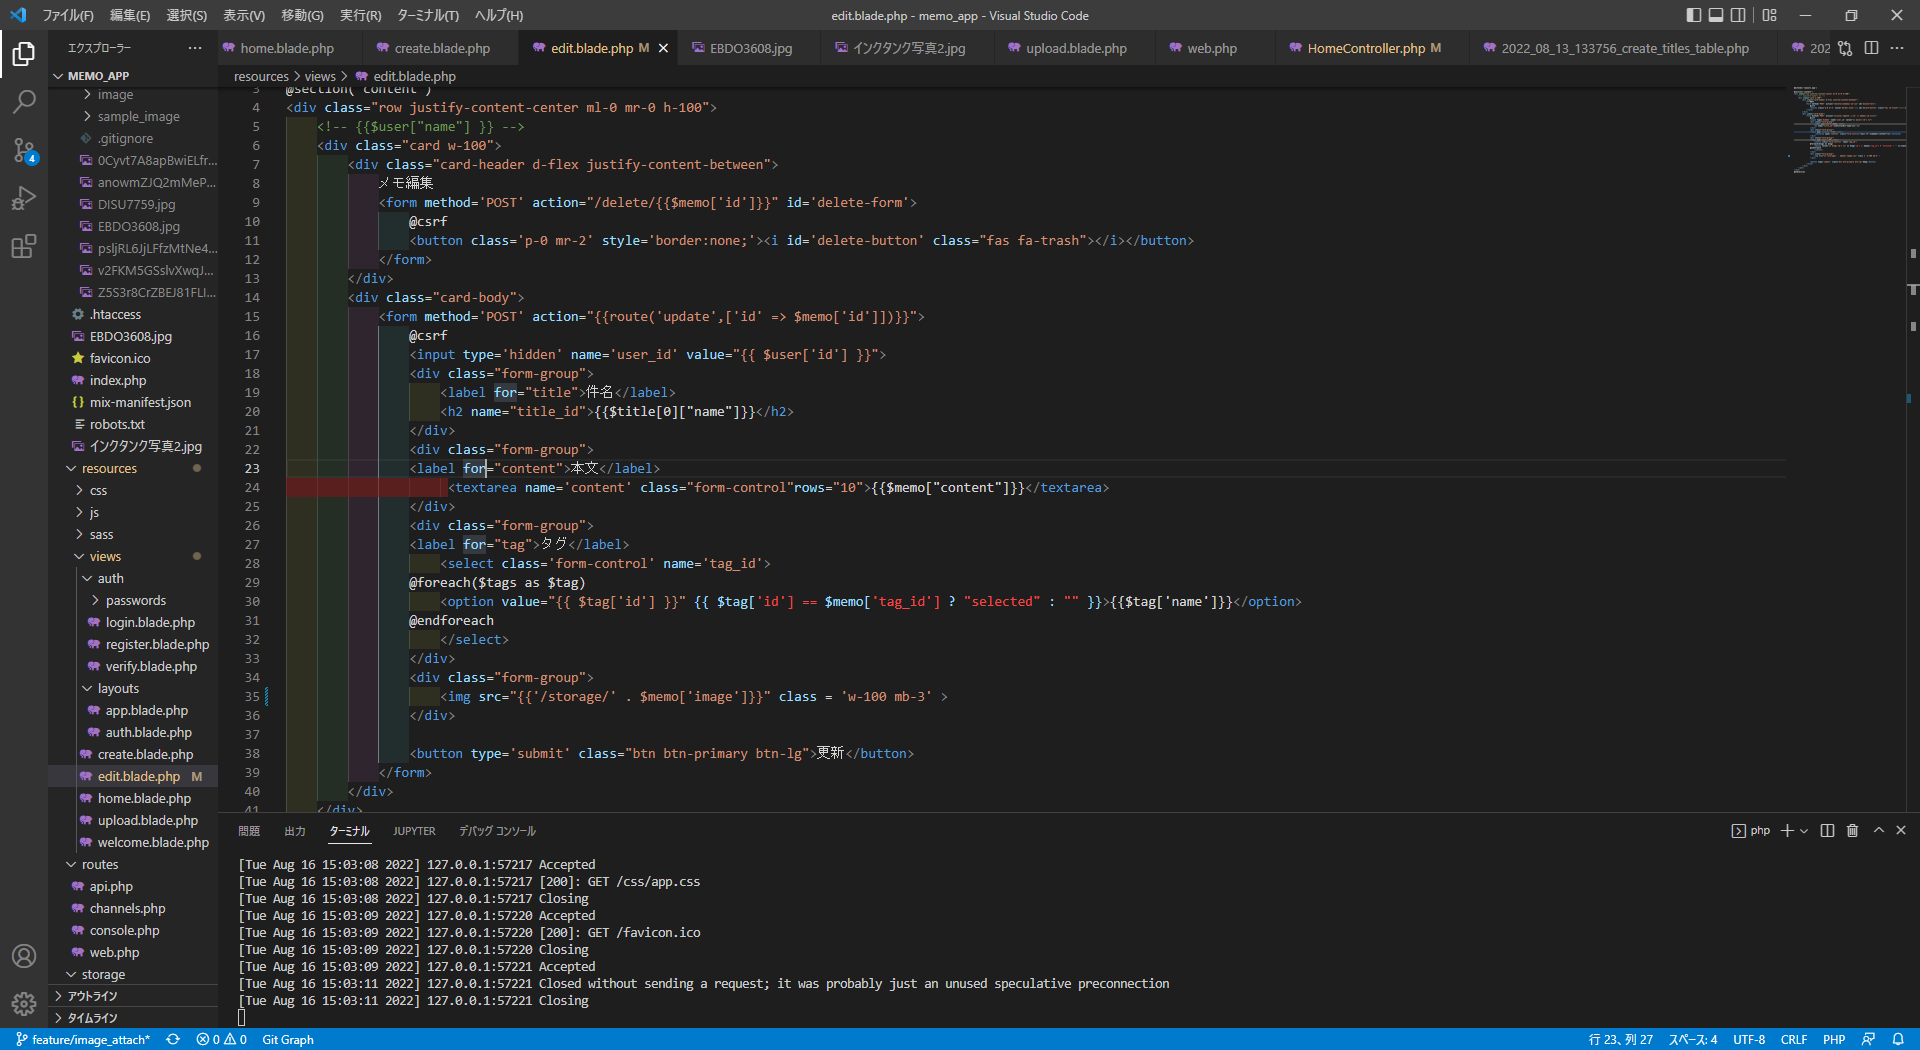 ファイル(F) 編集(E) 選択(S) 表示(V) 移動(G) 実行(R) ターミナル(T) ヘルプ(H)
edit.blade.php - memo_app - Visual Studio Code
エクスプローラー
home.blade.php create.blade.php edit.blade.php M EBDO3608.jpg インクタンク写真2.jpg upload.blade.php web.php HomeController.php M 2022_08_13_133756_create_titles_table.php 202
MEMO_APP
image
sample_image
.gitignore
0Cyvt7A8apBwiELfr...
anowmZJQ2mMeP...
DISU7759.jpg
EBDO3608.jpg
psljRL6JjLFfzMtNe4...
v2FKM5GSslvXwqJ...
Z5S3r8CrZBEJ81FLI...
.htaccess
EBDO3608.jpg
favicon.ico
index.php
mix-manifest.json
robots.txt
インクタンク写真2.jpg
resources
css
js
sass
views
auth
passwords
login.blade.php
register.blade.php
verify.blade.php
layouts
app.blade.php
auth.blade.php
create.blade.php
edit.blade.php M
home.blade.php
upload.blade.php
welcome.blade.php
routes
api.php
channels.php
console.php
web.php
storage
アウトライン
タイムライン
resources > views > edit.blade.php
3 @section('content')
4 <div class="row justify-content-center ml-0 mr-0 h-100">
5 <!-- {{$user["name"] }} -->
6 <div class="card w-100">
7 <div class="card-header d-flex justify-content-between">
8 メモ編集
9 <form method='POST' action="/delete/{{$memo['id']}}" id='delete-form'>
10 @csrf
11 <button class='p-0 mr-2' style='border:none;'><i id='delete-button' class="fas fa-trash"></i></button>
12 </form>
13 </div>
14 <div class="card-body">
15 <form method='POST' action="{{route('update',['id' => $memo['id']])}}">
16 @csrf
17 <input type='hidden' name='user_id' value="{{ $user['id'] }}">
18 <div class="form-group">
19 <label for="title">件名</label>
20 <h2 name="title_id">{{$title[0]["name"]}}</h2>
21 </div>
22 <div class="form-group">
23 <label for="content">本文</label>
24 <textarea name='content' class="form-control"rows="10">{{$memo["content"]}}</textarea>
25 </div>
26 <div class="form-group">
27 <label for="tag">タグ</label>
28 <select class='form-control' name='tag_id'>
29 @foreach($tags as $tag)
30 <option value="{{ $tag['id'] }}" {{ $tag['id'] == $memo['tag_id'] ? "selected" : "" }}>{{$tag['name']}}</option>
31 @endforeach
32 </select>
33 </div>
34 <div class="form-group">
35 <img src="{{'/storage/' . $memo['image']}}" class = 'w-100 mb-3' >
36 </div>
37
38 <button type='submit' class="btn btn-primary btn-lg">更新</button>
39 </form>
40 </div>
41 </div>
問題 出力 ターミナル JUPYTER デバッグ コンソール
php
[Tue Aug 16 15:03:08 2022] 127.0.0.1:57217 Accepted
[Tue Aug 16 15:03:08 2022] 127.0.0.1:57217 [200]: GET /css/app.css
[Tue Aug 16 15:03:08 2022] 127.0.0.1:57217 Closing
[Tue Aug 16 15:03:09 2022] 127.0.0.1:57220 Accepted
[Tue Aug 16 15:03:09 2022] 127.0.0.1:57220 [200]: GET /favicon.ico
[Tue Aug 16 15:03:09 2022] 127.0.0.1:57220 Closing
[Tue Aug 16 15:03:09 2022] 127.0.0.1:57221 Accepted
[Tue Aug 16 15:03:11 2022] 127.0.0.1:57221 Closed without sending a request; it was probably just an unused speculative preconnection
[Tue Aug 16 15:03:11 2022] 127.0.0.1:57221 Closing
4
feature/image_attach* 0 0 Git Graph
行 23、列 27 スペース: 4 UTF-8 CRLF PHP